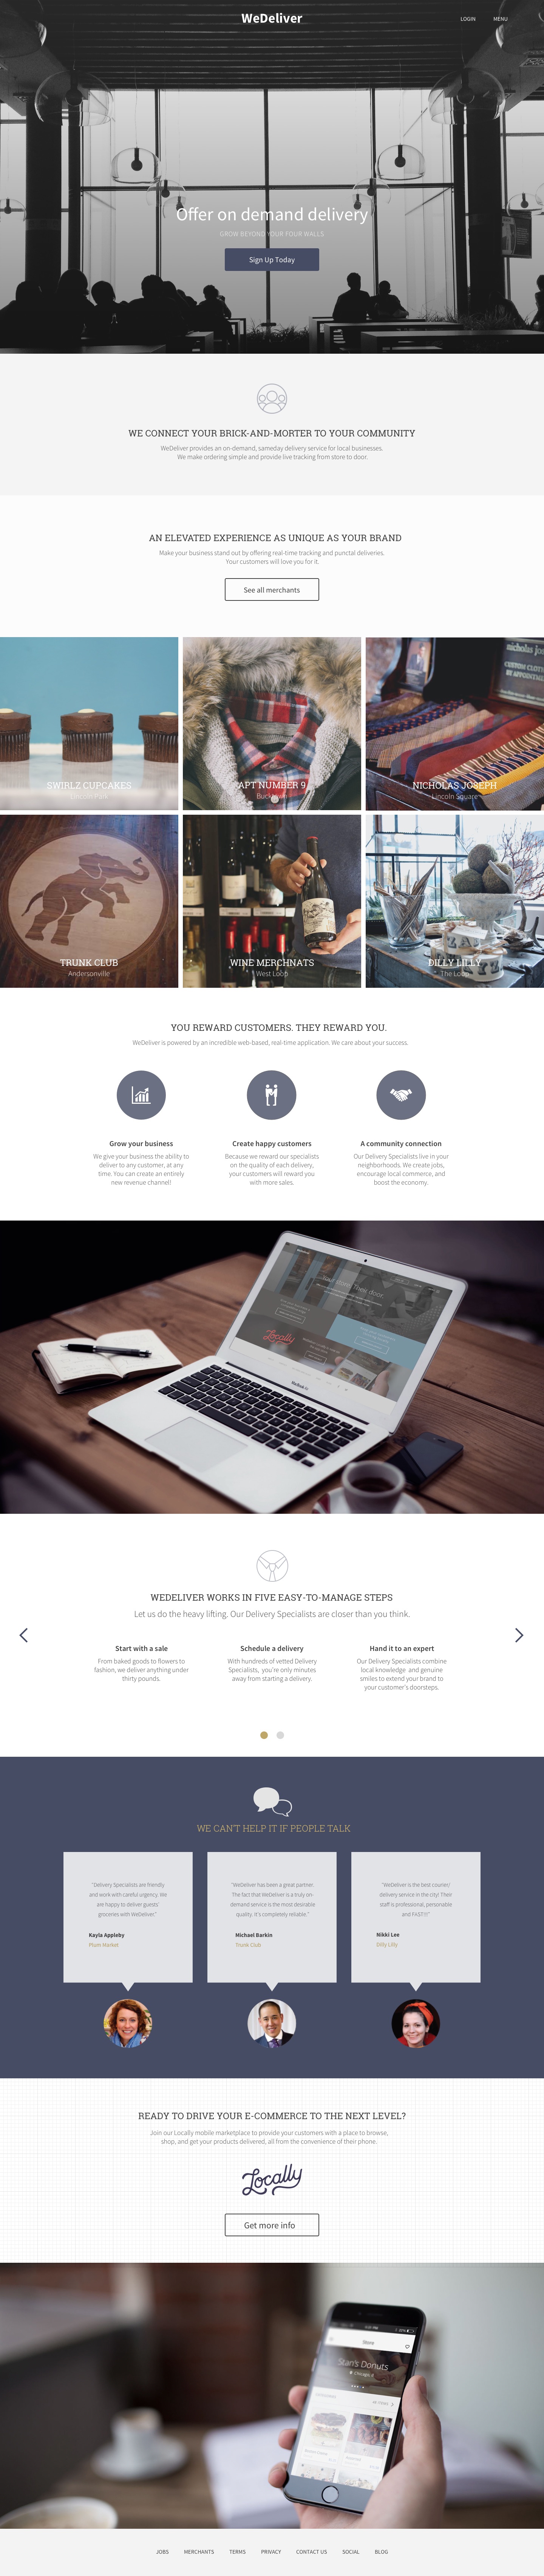 WeDeliver
LOGIN MENU
Offer on demand delivery
GROW BEYOND YOUR FOUR WALLS
Sign Up Today
WE CONNECT YOUR BRICK-AND-MORTER TO YOUR COMMUNITY
WeDeliver provides an on-demand, sameday delivery service for local businesses.
We make ordering simple and provide live tracking from store to door.
AN ELEVATED EXPERIENCE AS UNIQUE AS YOUR BRAND
Make your business stand out by offering real-time tracking and punctal deliveries.
Your customers will love you for it.
See all merchants
SWIRLZ CUPCAKES
Lincoln Park
APT NUMBER 9
Bucktown
nicholas jos
CUSTOM CLOTH
BY APPOINTME
NICHOLAS JOSEPH
Lincoln Square
TRUNK CLUB
Andersonville
WINE MERCHNATS
West Loop
DILLY LILLY
The Loop
YOU REWARD CUSTOMERS. THEY REWARD YOU.
WeDeliver is powered by an incredible web-based, real-time application. We care about your success.
Grow your business
We give your business the ability to
deliver to any customer, at any
time. You can create an entirely
new revenue channel!
Create happy customers
Because we reward our specialists
on the quality of each delivery,
your customers will reward you
with more sales.
A community connection
Our Delivery Specialists live in your
neighborhoods. We create jobs,
encourage local commerce, and
boost the economy.
Locally
MacBook
WEDELIVER WORKS IN FIVE EASY-TO-MANAGE STEPS
Let us do the heavy lifting. Our Delivery Specialists are closer than you think.
Start with a sale
From baked goods to flowers to
fashion, we deliver anything under
thirty pounds.
Schedule a delivery
With hundreds of vetted Delivery
Specialists, you're only minutes
away from starting a delivery.
Hand it to an expert
Our Delivery Specialists combine
local knowledge and genuine
smiles to extend your brand to
your customer's doorsteps.
WE CAN'T HELP IT IF PEOPLE TALK
"Delivery Specialists are friendly
and work with careful urgency. We
are happy to deliver guests'
groceries with WeDeliver."
Kayla Appleby
Plum Market
"WeDeliver has been a great partner.
The fact that WeDeliver is a truly on-
demand service is the most desirable
quality. It's completely reliable."
Michael Barkin
Trunk Club
"WeDeliver is the best courier/
delivery service in the city! Their
staff is professional, personable
and FAST!!!"
Nikki Lee
Dilly Lilly
READY TO DRIVE YOUR E-COMMERCE TO THE NEXT LEVEL?
Join our Locally mobile marketplace to provide your customers with a place to browse,
shop, and get your products delivered, all from the convenience of their phone.
Locally
Get more info
Store
Stan's Donuts
Chicago, IL
JOBS MERCHANTS TERMS PRIVACY CONTACT US SOCIAL BLOG